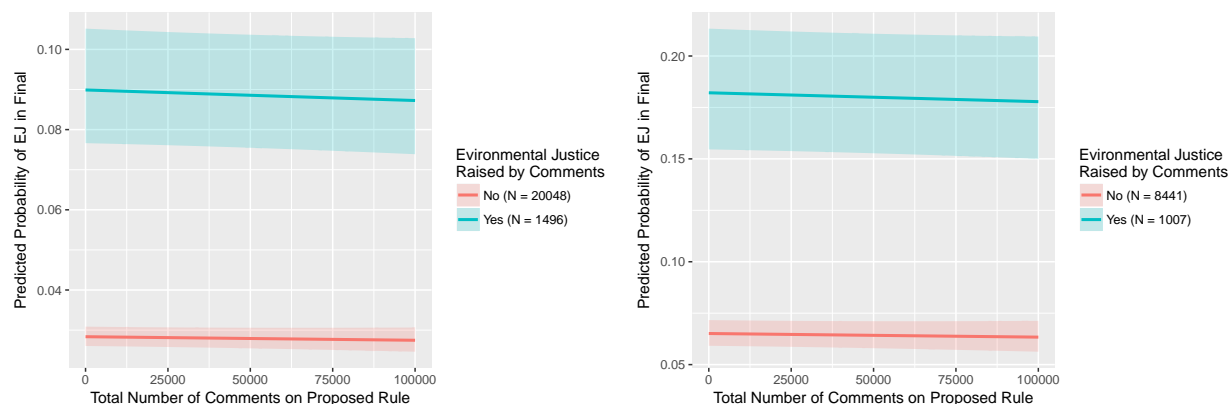 0.10
0.08
0.06
0.04
Predicted Probability of EJ in Final
0
25000
50000
75000
100000
Total Number of Comments on Proposed Rule
Evironmental Justice
Raised by Comments
No (N = 20048)
Yes (N = 1496)
0.20
0.15
0.10
0.05
Predicted Probability of EJ in Final
0
25000
50000
75000
100000
Total Number of Comments on Proposed Rule
Evironmental Justice
Raised by Comments
No (N = 8441)
Yes (N = 1007)